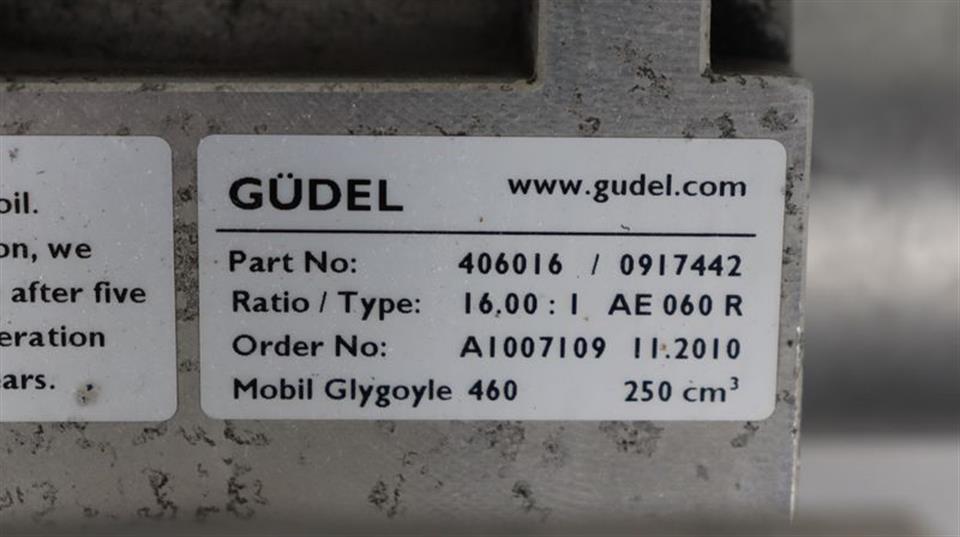 oil.
on, we
after five
eration
ars.
GÜDEL www.gudel.com
Part No: 406016 / 0917442
Ratio / Type: 16.00 : 1 AE 060 R
Order No: A1007109 11.2010
Mobil Glygoyle 460 250 cm³